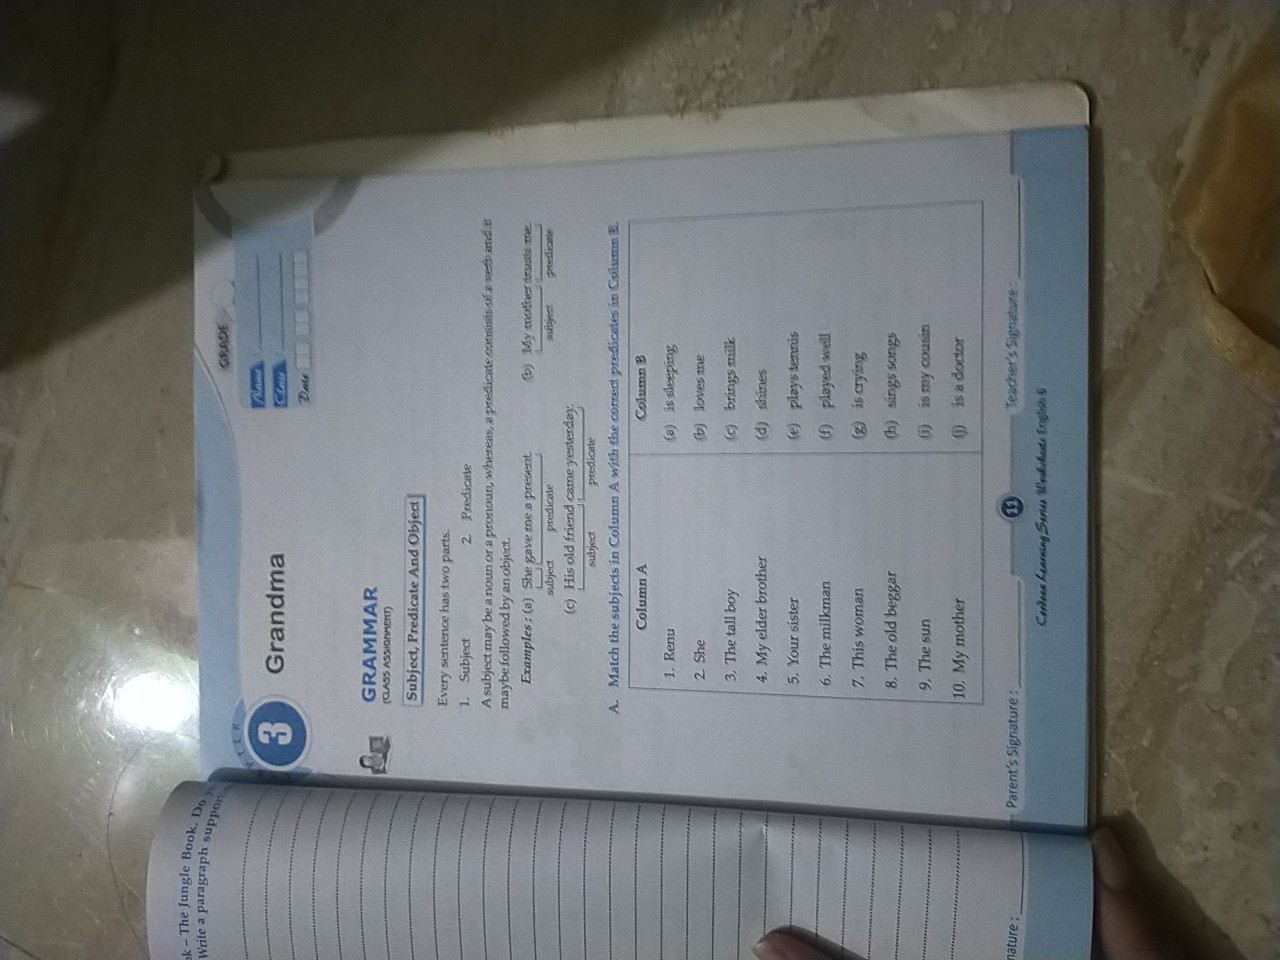 ok – The Jungle Book. Do
Write a paragraph support
nature :
3
Grandma
GRADE
Name
Class
Date
GRAMMAR
(CLASS ASSIGNMENT)
Subject, Predicate And Object
Every sentence has two parts.
1. Subject 2. Predicate
A subject may be a noun or a pronoun, whereas, a predicate consists of a verb and it
maybe followed by an object.
Examples : (a) She gave me a present. (b) My mother trusts me.
subject predicate subject predicate
(c) His old friend came yesterday.
subject predicate
A. Match the subjects in Column A with the correct predicates in Column B.
Column A Column B
1. Renu (a) is sleeping
2. She (b) loves me
3. The tall boy (c) brings milk
4. My elder brother (d) shines
5. Your sister (e) plays tennis
6. The milkman (f) played well
7. This woman (g) is crying
8. The old beggar (h) sings songs
9. The sun (i) is my cousin
10. My mother (j) is a doctor
Parent's Signature : 11 Teacher's Signature :
Cordova Learning Series Worksheets English 6